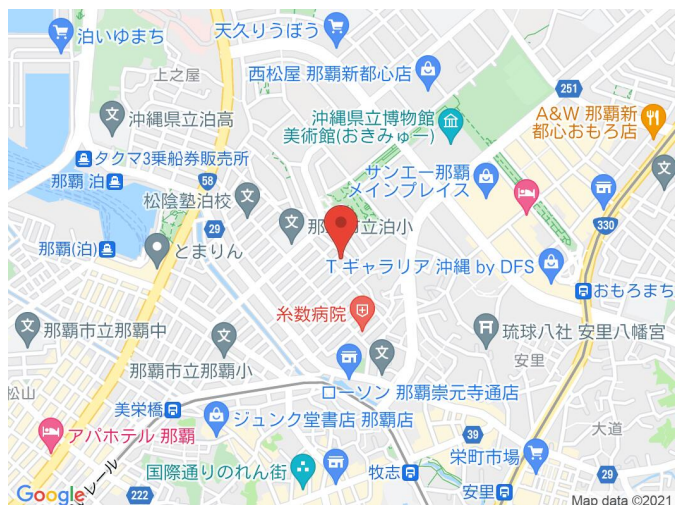 天久りうぼう
泊いゆまち
西松屋 那覇新都心店
上之屋
251
沖縄県立泊高
沖縄県立博物館
美術館(おきみゅー)
A&W 那覇新
都心おもろ店
タクマ3乗船券販売所
サンエー那覇
メインプレイス
那覇 泊
58
松陰塾泊校
29
那覇市立泊小
330
那覇(泊)
とまりん
T ギャラリア 沖縄 by DFS
おもろまち
糸数病院
那覇市立那覇中
琉球八社 安里八幡宮
那覇市立那覇小
安里
ローソン 那覇崇元寺通店
松山
美栄橋
ジュンク堂書店 那覇店
大道
アパホテル 那覇
39
栄町市場
国際通りのれん街
牧志
29
レール
222
安里
Google
Map data ©2021